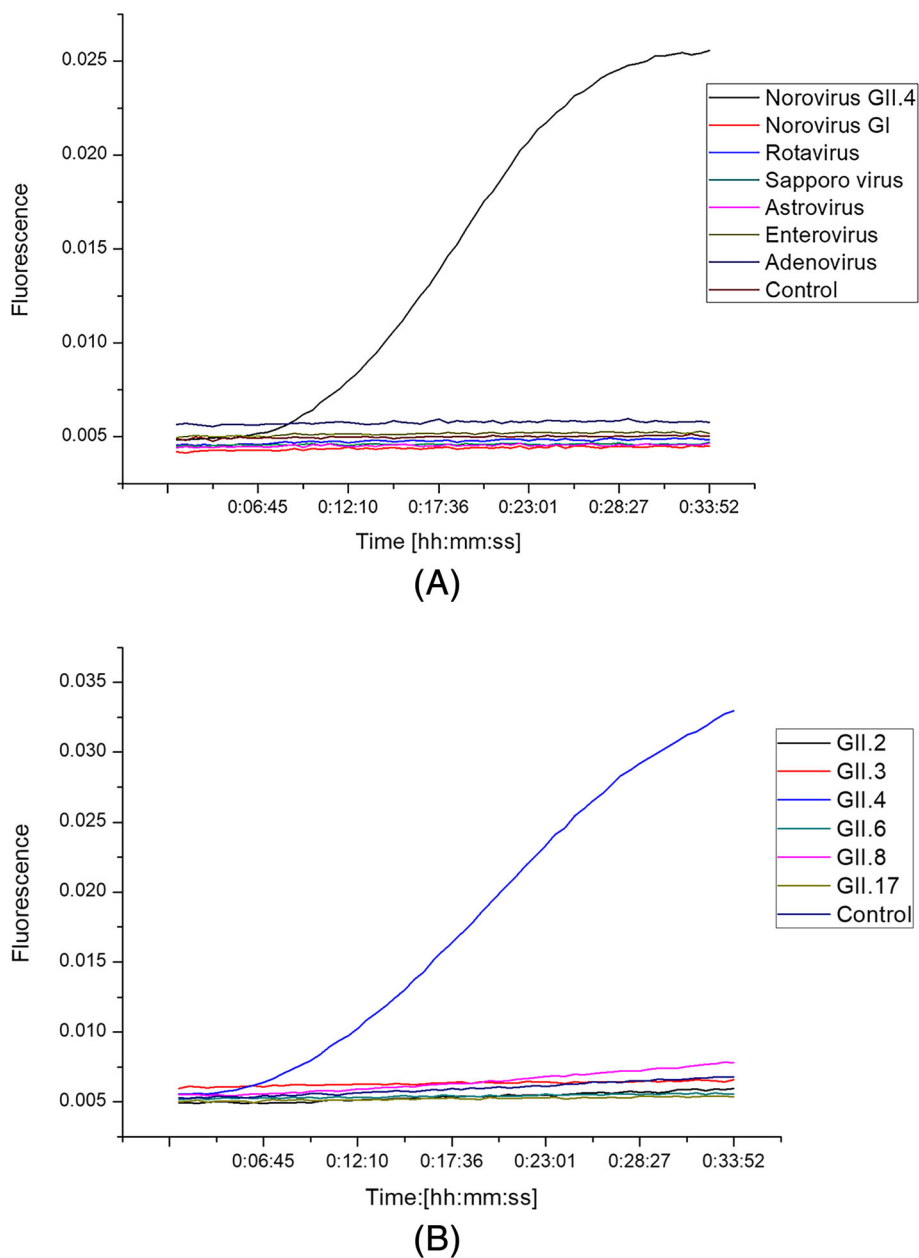 0.025
0.020
0.015
0.010
0.005
Fluorescence
Norovirus GII.4
Norovirus GI
Rotavirus
Sapporo virus
Astrovirus
Enterovirus
Adenovirus
Control
0:06:45 0:12:10 0:17:36 0:23:01 0:28:27 0:33:52
Time [hh:mm:ss]
(A)
0.035
0.030
0.025
0.020
0.015
0.010
0.005
Fluorescence
GII.2
GII.3
GII.4
GII.6
GII.8
GII.17
Control
0:06:45 0:12:10 0:17:36 0:23:01 0:28:27 0:33:52
Time:[hh:mm:ss]
(B)